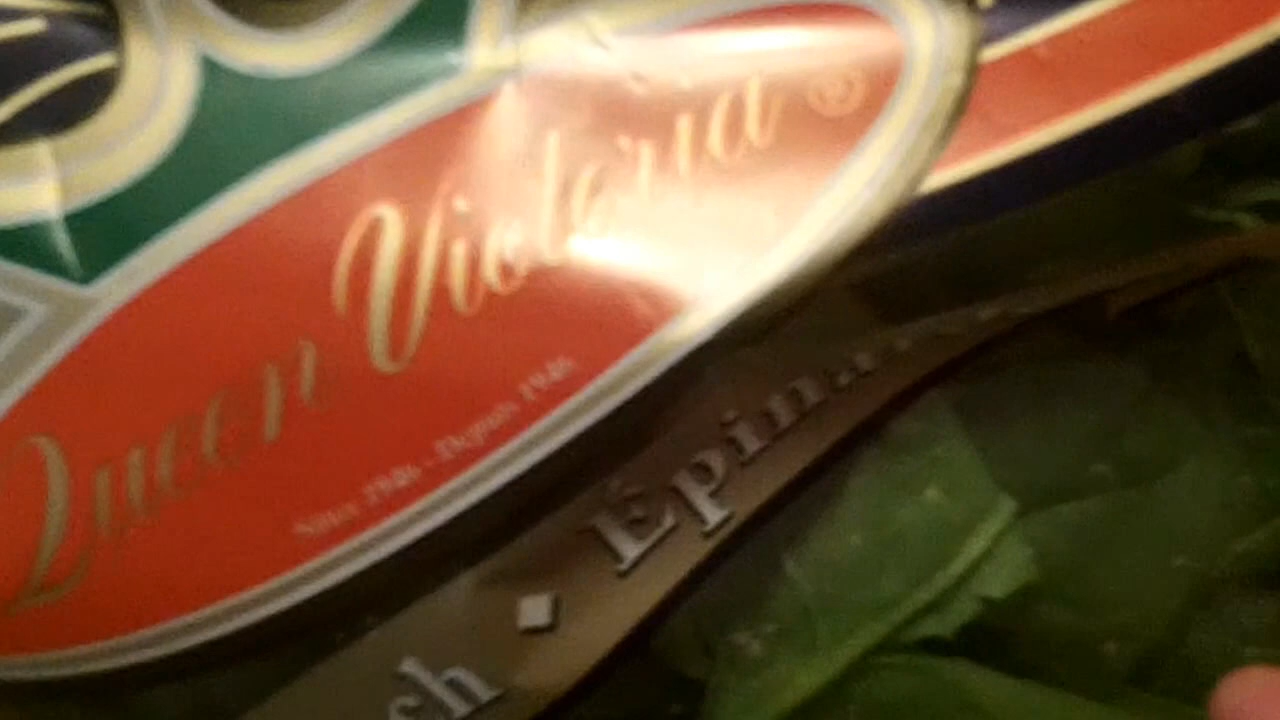 Queen Victoria ®
Since 1946 - Depuis 1946
ch ◆ Épina